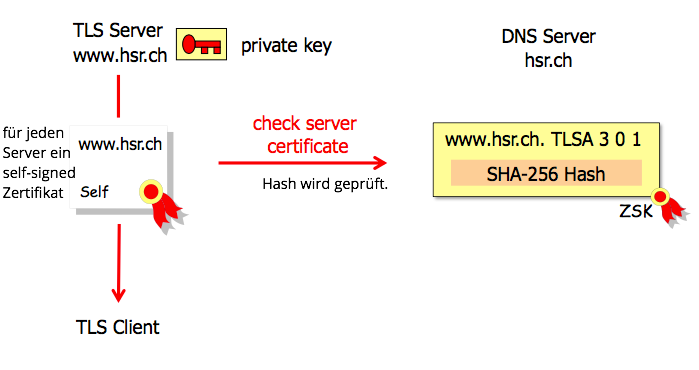 TLS Server
www.hsr.ch
private key
DNS Server
hsr.ch
für jeden
Server ein
self-signed
Zertifikat
www.hsr.ch
Self
check server
certificate
Hash wird geprüft.
www.hsr.ch. TLSA 3 0 1
SHA-256 Hash
ZSK
TLS Client